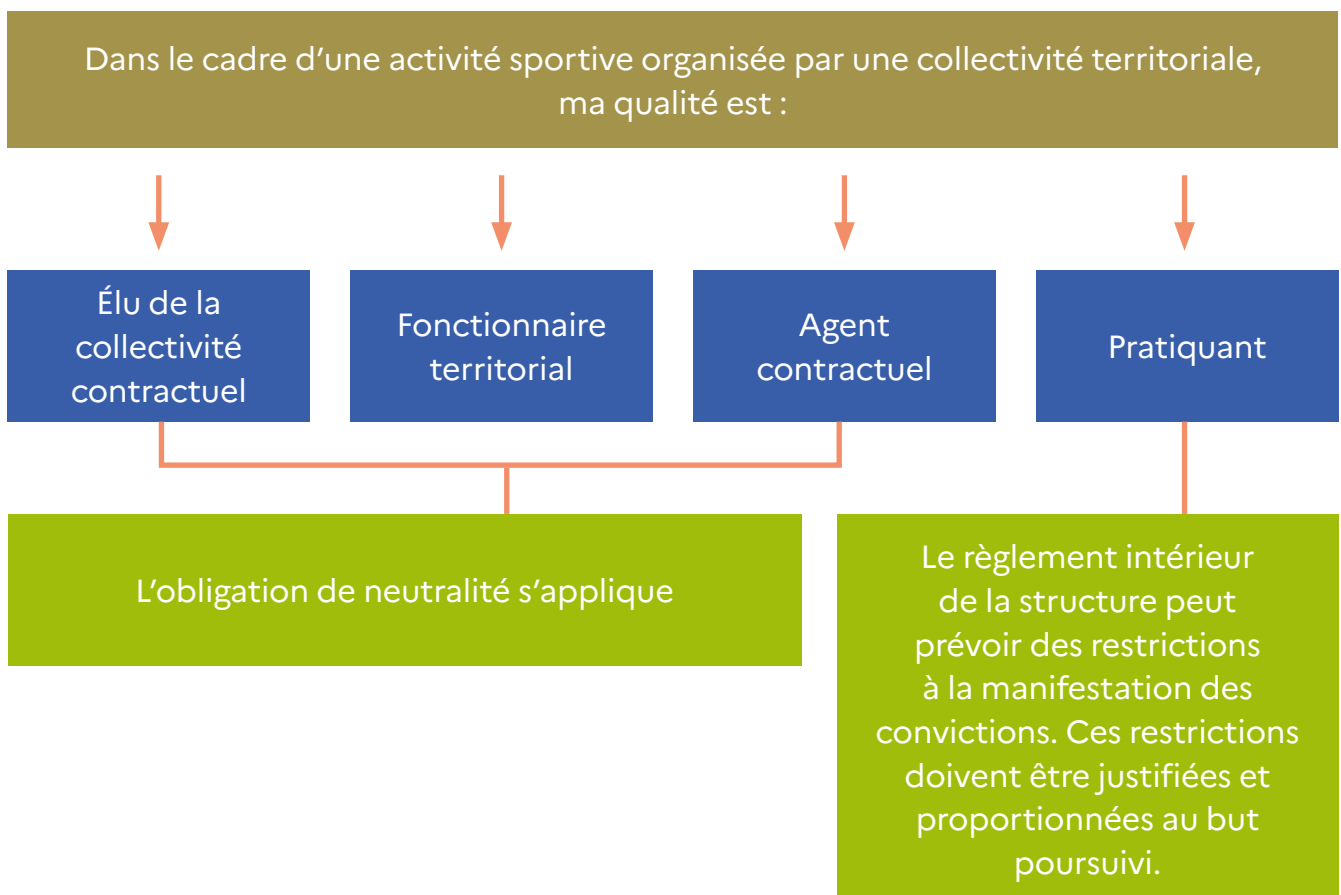 Dans le cadre d’une activité sportive organisée par une collectivité territoriale,
ma qualité est :
Élu de la
collectivité
contractuel
Fonctionnaire
territorial
Agent
contractuel
Pratiquant
L’obligation de neutralité s’applique
Le règlement intérieur
de la structure peut
prévoir des restrictions
à la manifestation des
convictions. Ces restrictions
doivent être justifiées et
proportionnées au but
poursuivi.